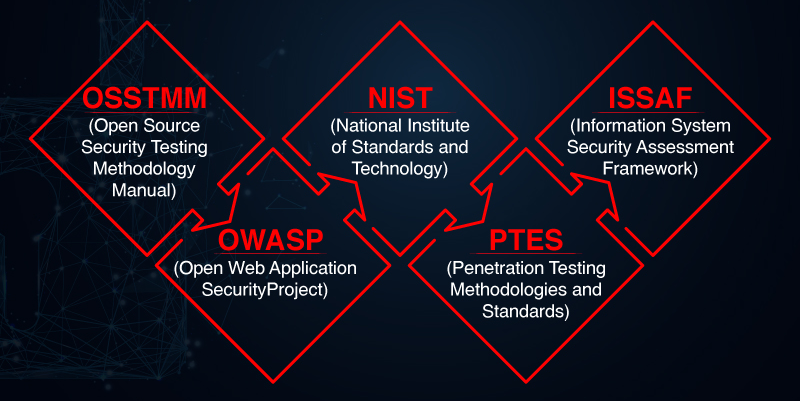 OSSTMM
(Open Source
Security Testing
Methodology
Manual)
OWASP
(Open Web Application
SecurityProject)
NIST
(National Institute
of Standards and
Technology)
PTES
(Penetration Testing
Methodologies and
Standards)
ISSAF
(Information System
Security Assessment
Framework)